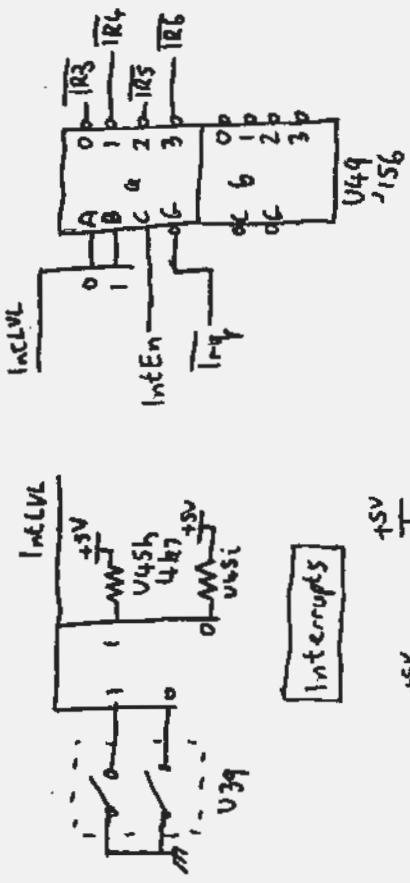 IntLVL
0
1
A
B
C
G
IntEn
Irq
a
0
1
2
3
IR3
IR4
IR5
IR6
b
C
G
0
1
2
3
U49
'156
IntLVL
1
0
1
0
+5V
U45h
4k7
+5V
U45i
U39
Interrupts
+5V
+5V